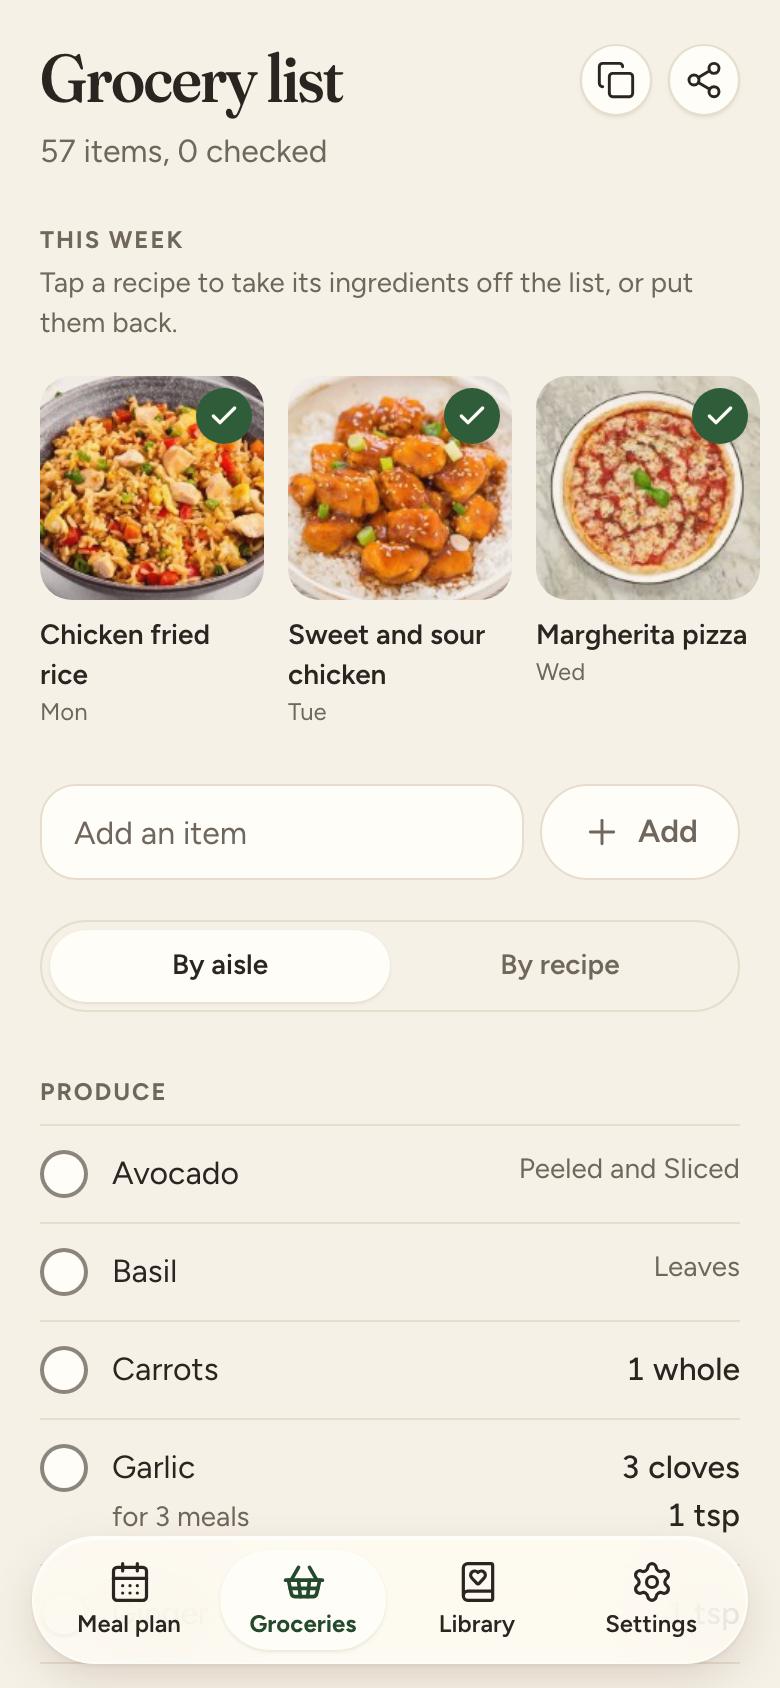 Grocery list
57 items, 0 checked
THIS WEEK
Tap a recipe to take its ingredients off the list, or put
them back.
Chicken fried
rice
Mon
Sweet and sour
chicken
Tue
Margherita pizza
Wed
Add an item
Add
By aisle
By recipe
PRODUCE
Avocado
Peeled and Sliced
Basil
Leaves
Carrots
1 whole
Garlic
3 cloves
for 3 meals
1 tsp
tsp
Meal plan
Groceries
Library
Settings